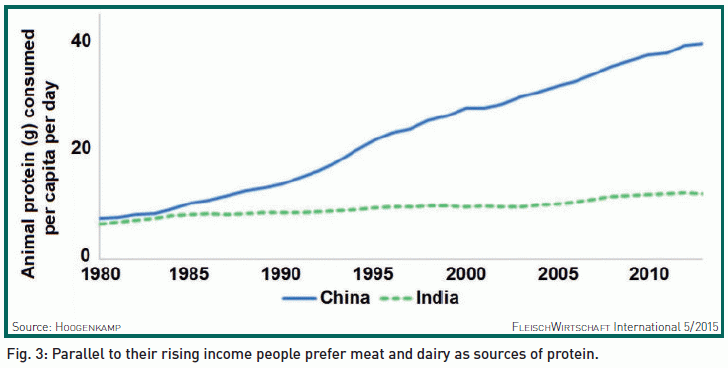 Animal protein (g) consumed
per capita per day
40
20
0
1980 1985 1990 1995 2000 2005 2010
China India
Source: HOOGENKAMP
FLEISCHWIRTSCHAFT International 5/2015
Fig. 3: Parallel to their rising income people prefer meat and dairy as sources of protein.